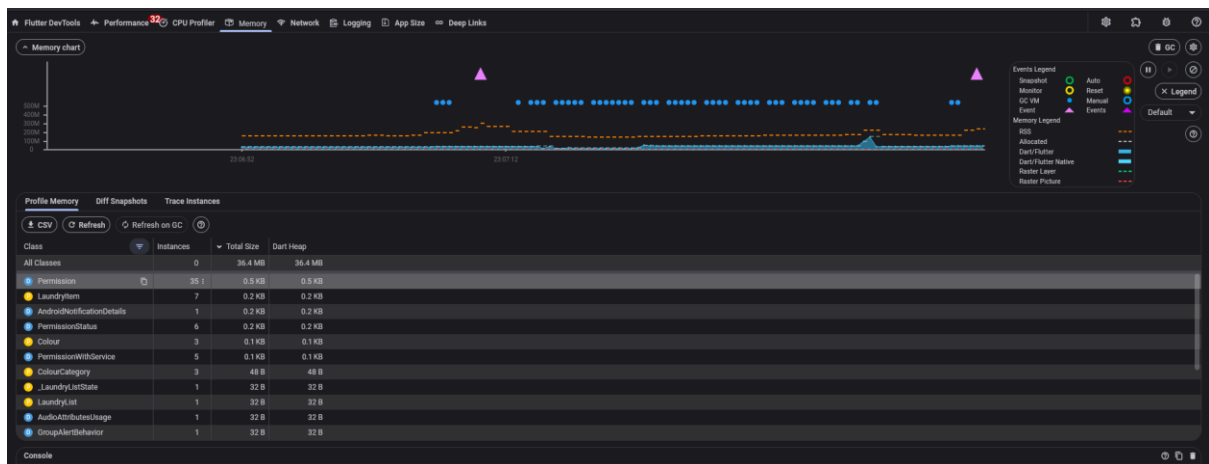 Flutter DevTools Performance 32 CPU Profiler Memory Network Logging App Size Deep Links
Memory chart GC
500M
400M
300M
200M
100M
0
23:06:52 23:07:12
Events Legend
Snapshot Auto
Monitor Reset
GC VM Manual
Event Events
Memory Legend
RSS
Allocated
Dart/Flutter
Dart/Flutter Native
Raster Layer
Raster Picture
Legend
Default
Profile Memory Diff Snapshots Trace Instances
CSV Refresh Refresh on GC
Class Instances Total Size Dart Heap
All Classes 0 36.4 MB 36.4 MB
D Permission 35 0.5 KB 0.5 KB
LaundryItem 7 0.2 KB 0.2 KB
D AndroidNotificationDetails 1 0.2 KB 0.2 KB
D PermissionStatus 6 0.2 KB 0.2 KB
Colour 3 0.1 KB 0.1 KB
D PermissionWithService 5 0.1 KB 0.1 KB
ColourCategory 3 48 B 48 B
_LaundryListState 1 32 B 32 B
LaundryList 1 32 B 32 B
D AudioAttributesUsage 1 32 B 32 B
D GroupAlertBehavior 1 32 B 32 B
Console